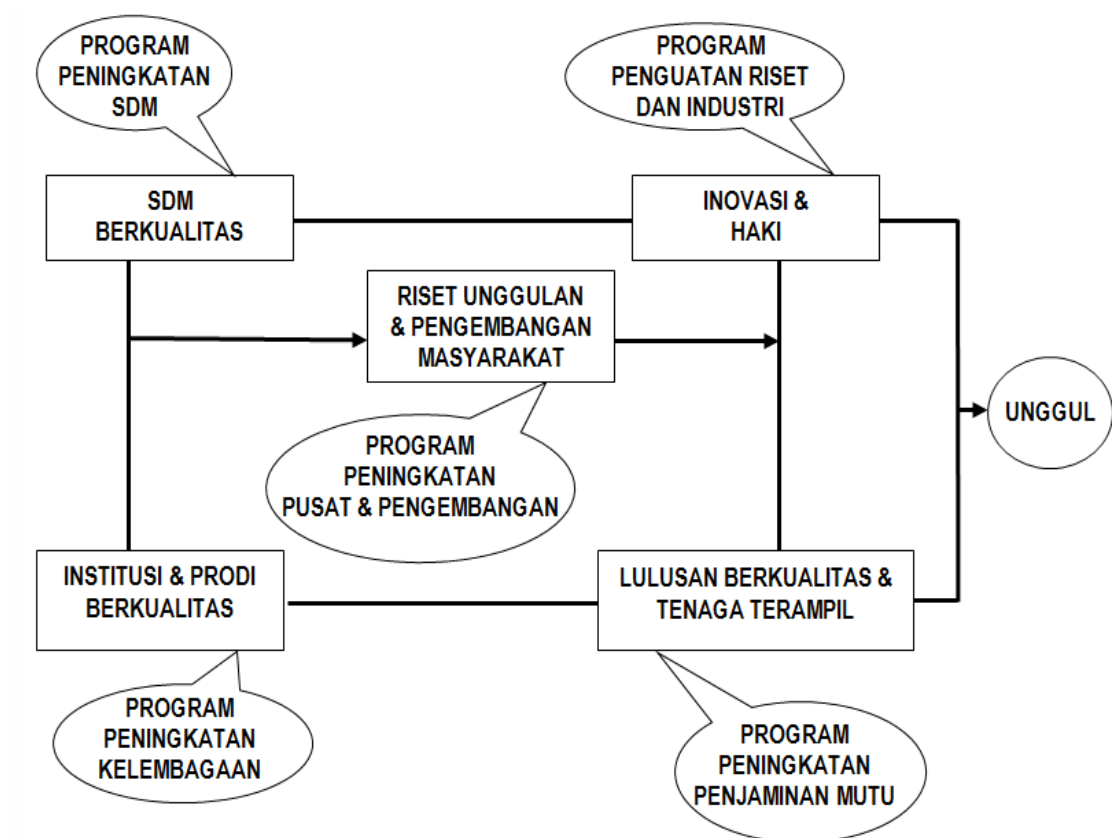 PROGRAM
PENINGKATAN
SDM
PROGRAM
PENGUATAN RISET
DAN INDUSTRI
SDM
BERKUALITAS
INOVASI &
HAKI
RISET UNGGULAN
& PENGEMBANGAN
MASYARAKAT
UNGGUL
PROGRAM
PENINGKATAN
PUSAT & PENGEMBANGAN
INSTITUSI & PRODI
BERKUALITAS
LULUSAN BERKUALITAS &
TENAGA TERAMPIL
PROGRAM
PENINGKATAN
KELEMBAGAAN
PROGRAM
PENINGKATAN
PENJAMINAN MUTU